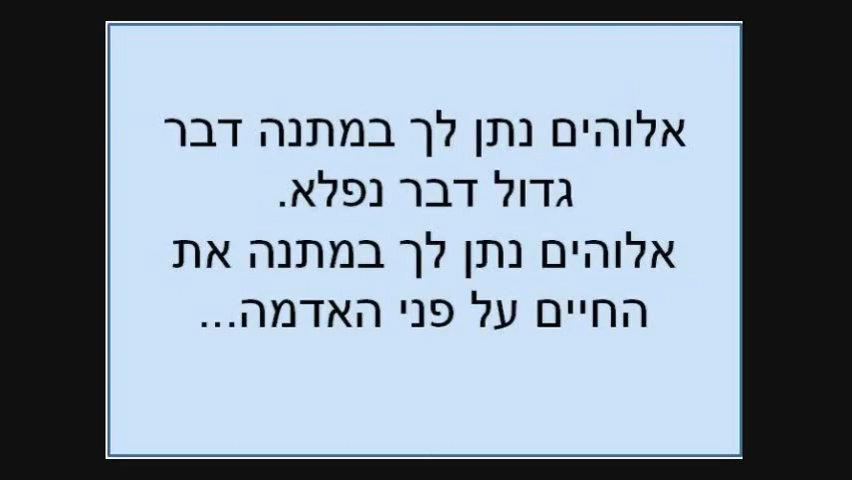 אלוהים נתן לך במתנה דבר
גדול דבר נפלא.
אלוהים נתן לך במתנה את
החיים על פני האדמה...